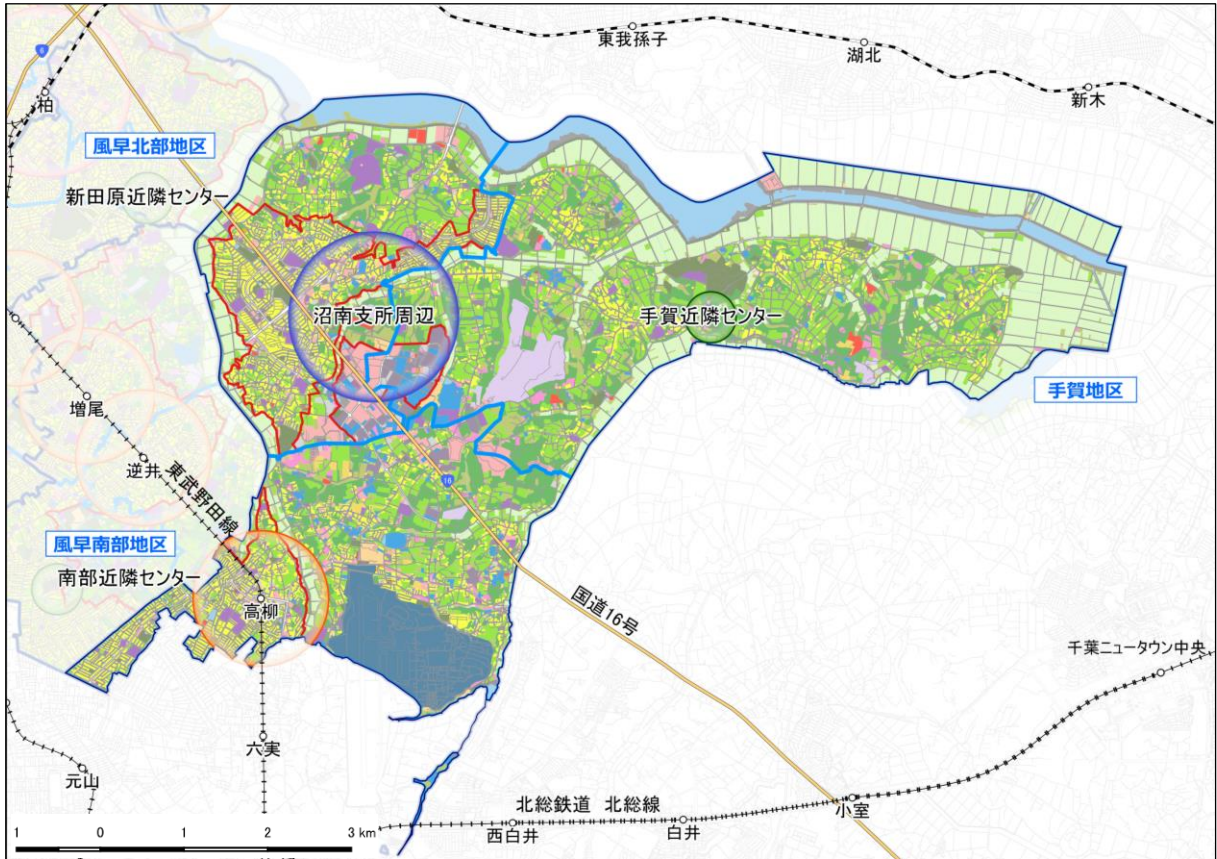 東我孫子
湖北
新木
6
柏
風早北部地区
新田原近隣センター
沼南支所周辺
手賀近隣センター
手賀地区
増尾
逆井
東武野田線
16
風早南部地区
南部近隣センター
高柳
国道16号
千葉ニュータウン中央
六実
元山
小室
北総鉄道 北総線
西白井
白井
1 0 1 2 3 km